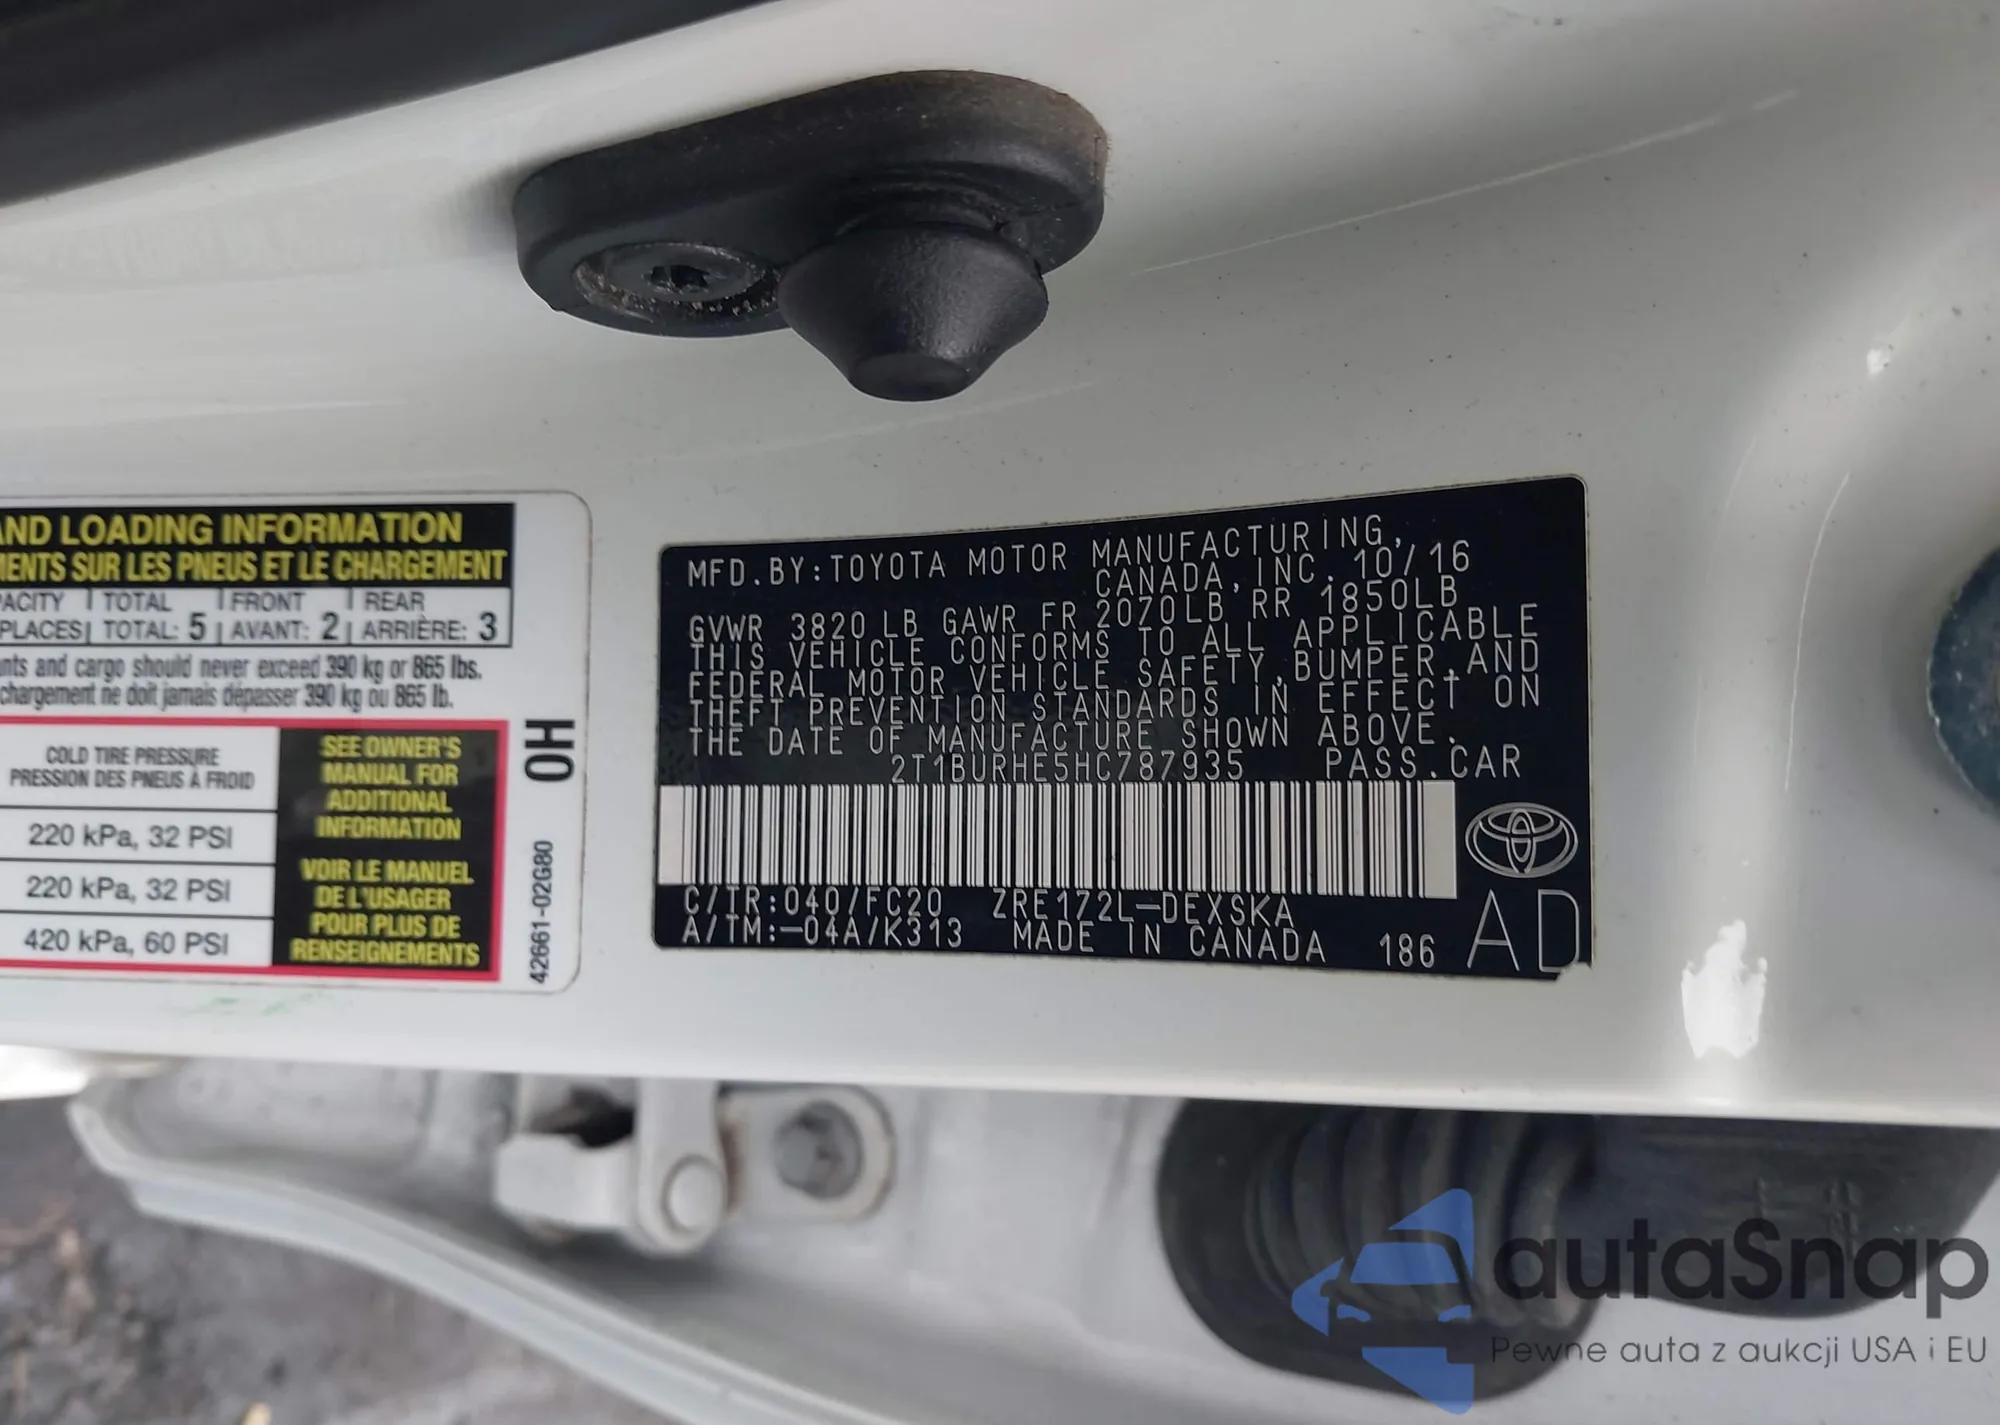 AND LOADING INFORMATION
MENTS SUR LES PNEUS ET LE CHARGEMENT
TOTAL FRONT REAR
PLACES TOTAL: 5 AVANT: 2 ARRIÈRE: 3
and cargo should never exceed 390 kg or 865 lbs.
chargement ne doit jamais dépasser 390 kg ou 865 lb.
COLD TIRE PRESSURE
PRESSION DES PNEUS À FROID
220 kPa, 32 PSI
220 kPa, 32 PSI
420 kPa, 60 PSI
SEE OWNER'S
MANUAL FOR
ADDITIONAL
INFORMATION
VOIR LE MANUEL
DE L'USAGER
POUR PLUS DE
RENSEIGNEMENTS
0H
42661-02G80
MFD.BY:TOYOTA MOTOR MANUFACTURING,
CANADA,INC. 10/16
GVWR 3820 LB GAWR FR 2070LB RR 1850LB
THIS VEHICLE CONFORMS TO ALL APPLICABLE
FEDERAL MOTOR VEHICLE SAFETY,BUMPER,AND
THEFT PREVENTION STANDARDS IN EFFECT ON
THE DATE OF MANUFACTURE SHOWN ABOVE.
2T1BURHE5HC787935 PASS.CAR
C/TR:040/FC20 ZRE172L-DEXSKA
A/TM:-04A/K313 MADE IN CANADA 186
AD
autaSnap
Pewne auta z aukcji USA i EU